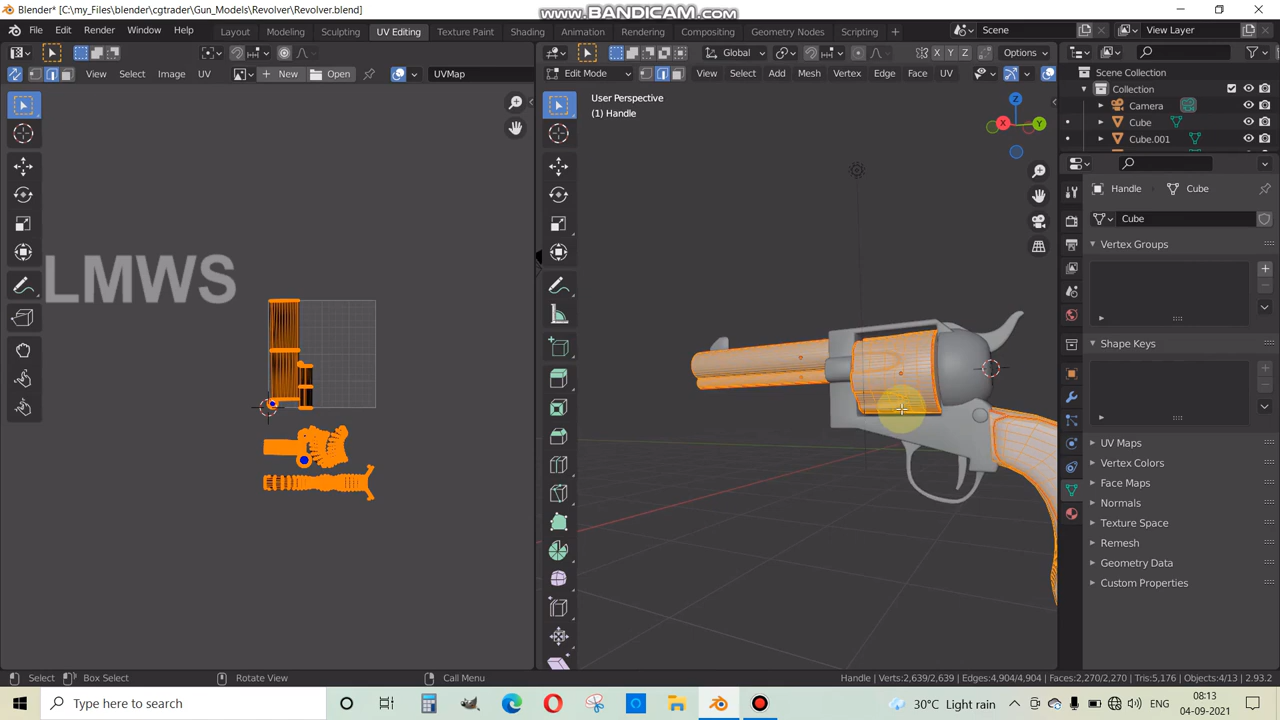 Blender* [C:\my_Files\blender\cgtrader\Gun_Models\Revolver\Revolver.blend]
WWW.BANDICAM.COM
File Edit Render Window Help
Layout Modeling Sculpting UV Editing Texture Paint Shading Animation Rendering Compositing Geometry Nodes Scripting
Scene
View Layer
Global
X Y Z
Options
View Select Image UV
New
Open
UVMap
Edit Mode
View Select Add Mesh Vertex Edge Face UV
Scene Collection
Collection
Camera
Cube
Cube.001
User Perspective
(1) Handle
Z
X
Y
LMWS
Handle
Cube
Cube
Vertex Groups
Shape Keys
UV Maps
Vertex Colors
Face Maps
Normals
Texture Space
Remesh
Geometry Data
Custom Properties
Select
Box Select
Rotate View
Call Menu
Handle | Verts:2,639/2,639 | Edges:4,904/4,904 | Faces:2,270/2,270 | Tris:5,176 | Objects:4/13 | 2.93.2
Type here to search
30°C Light rain
ENG
08:13
04-09-2021